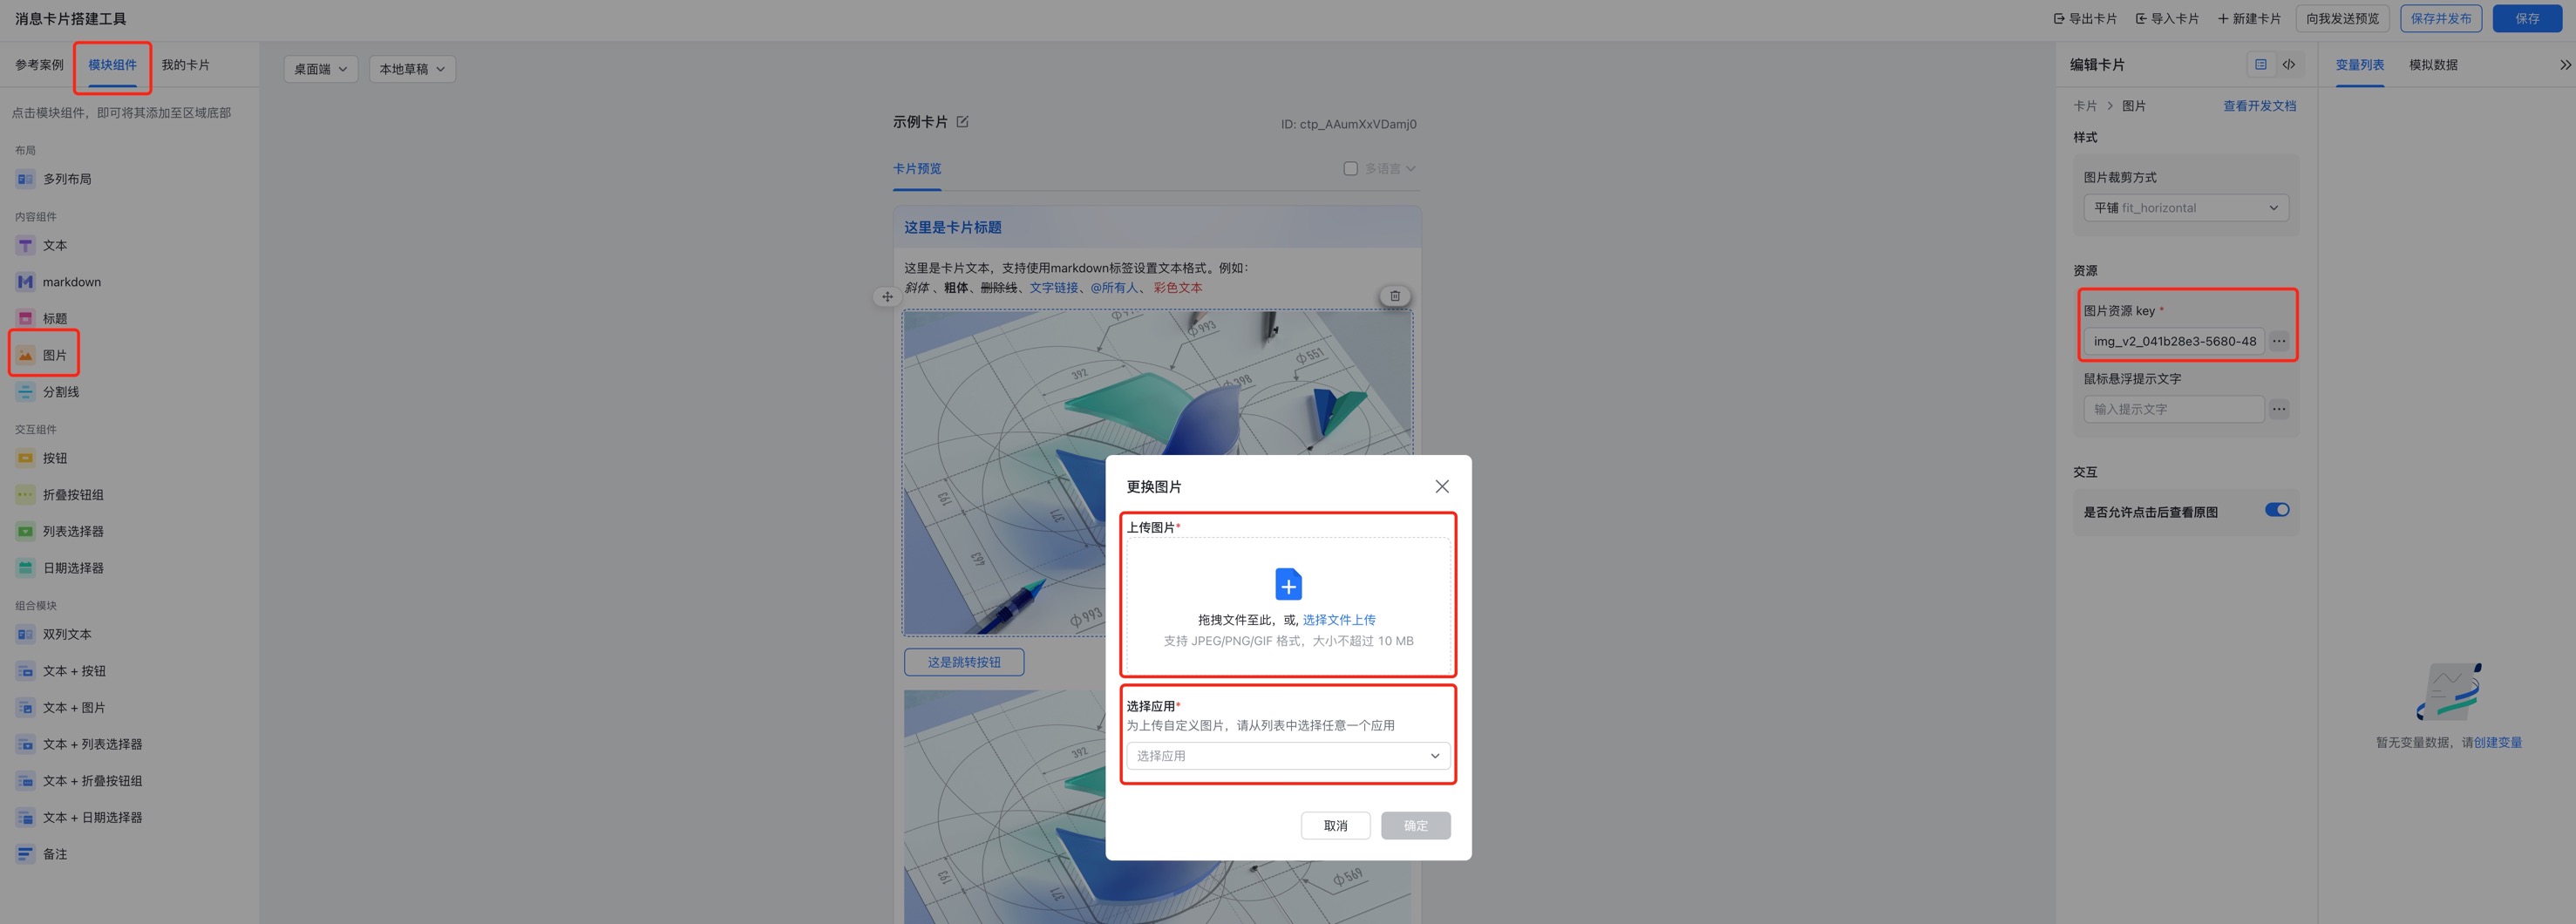 消息卡片搭建工具
导出卡片
导入卡片
新建卡片
向我发送预览
保存并发布
保存
参考案例
模块组件
我的卡片
点击模块组件，即可将其添加至区域底部
布局
多列布局
内容组件
文本
markdown
标题
图片
分割线
交互组件
按钮
折叠按钮组
列表选择器
日期选择器
组合模块
双列文本
文本 + 按钮
文本 + 图片
文本 + 列表选择器
文本 + 折叠按钮组
文本 + 日期选择器
备注
桌面端
本地草稿
示例卡片
ID: ctp_AAumXxVDamj0
卡片预览
多语言
这里是卡片标题
这里是卡片文本，支持使用markdown标签设置文本格式。例如：
斜体 、粗体、删除线、文字链接、@所有人、 彩色文本
ф993
ф551
392
ф398
193
371
493
ф993
这是跳转按钮
392
193
371
ф569
更换图片
上传图片*
拖拽文件至此，或, 选择文件上传
支持 JPEG/PNG/GIF 格式，大小不超过 10 MB
选择应用*
为上传自定义图片，请从列表中选择任意一个应用
选择应用
取消
确定
编辑卡片
卡片 > 图片
查看开发文档
样式
图片裁剪方式
平铺 fit_horizontal
资源
图片资源 key *
img_v2_041b28e3-5680-48
鼠标悬浮提示文字
输入提示文字
交互
是否允许点击后查看原图
变量列表
模拟数据
暂无变量数据，请创建变量